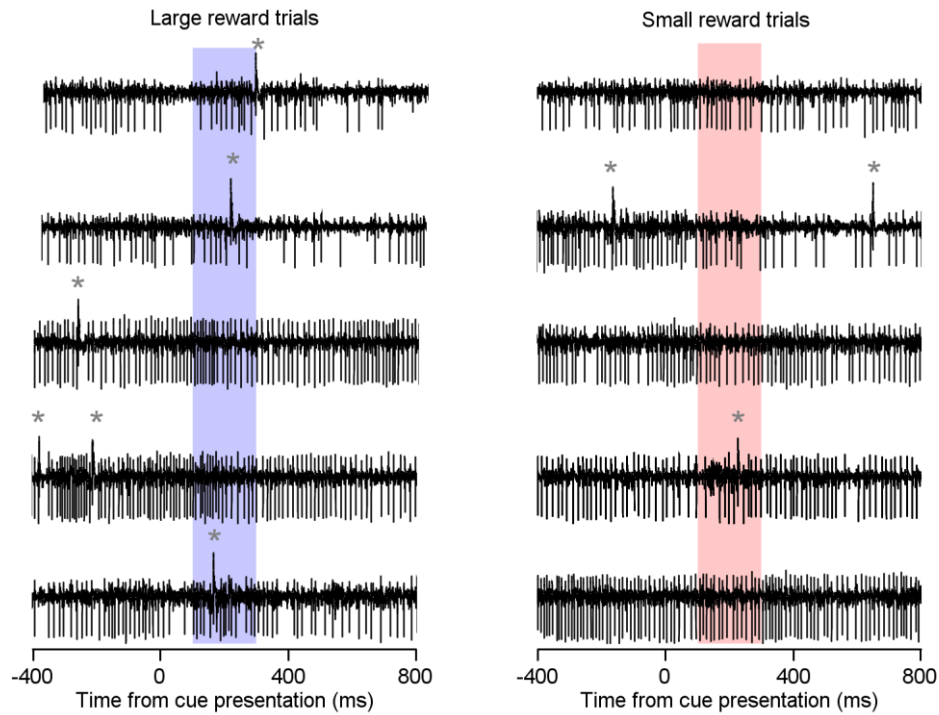 Large reward trials
Small reward trials
*
*
*
*
*
*
*
*
*
-400 0 400 800
-400 0 400 800
Time from cue presentation (ms)
Time from cue presentation (ms)